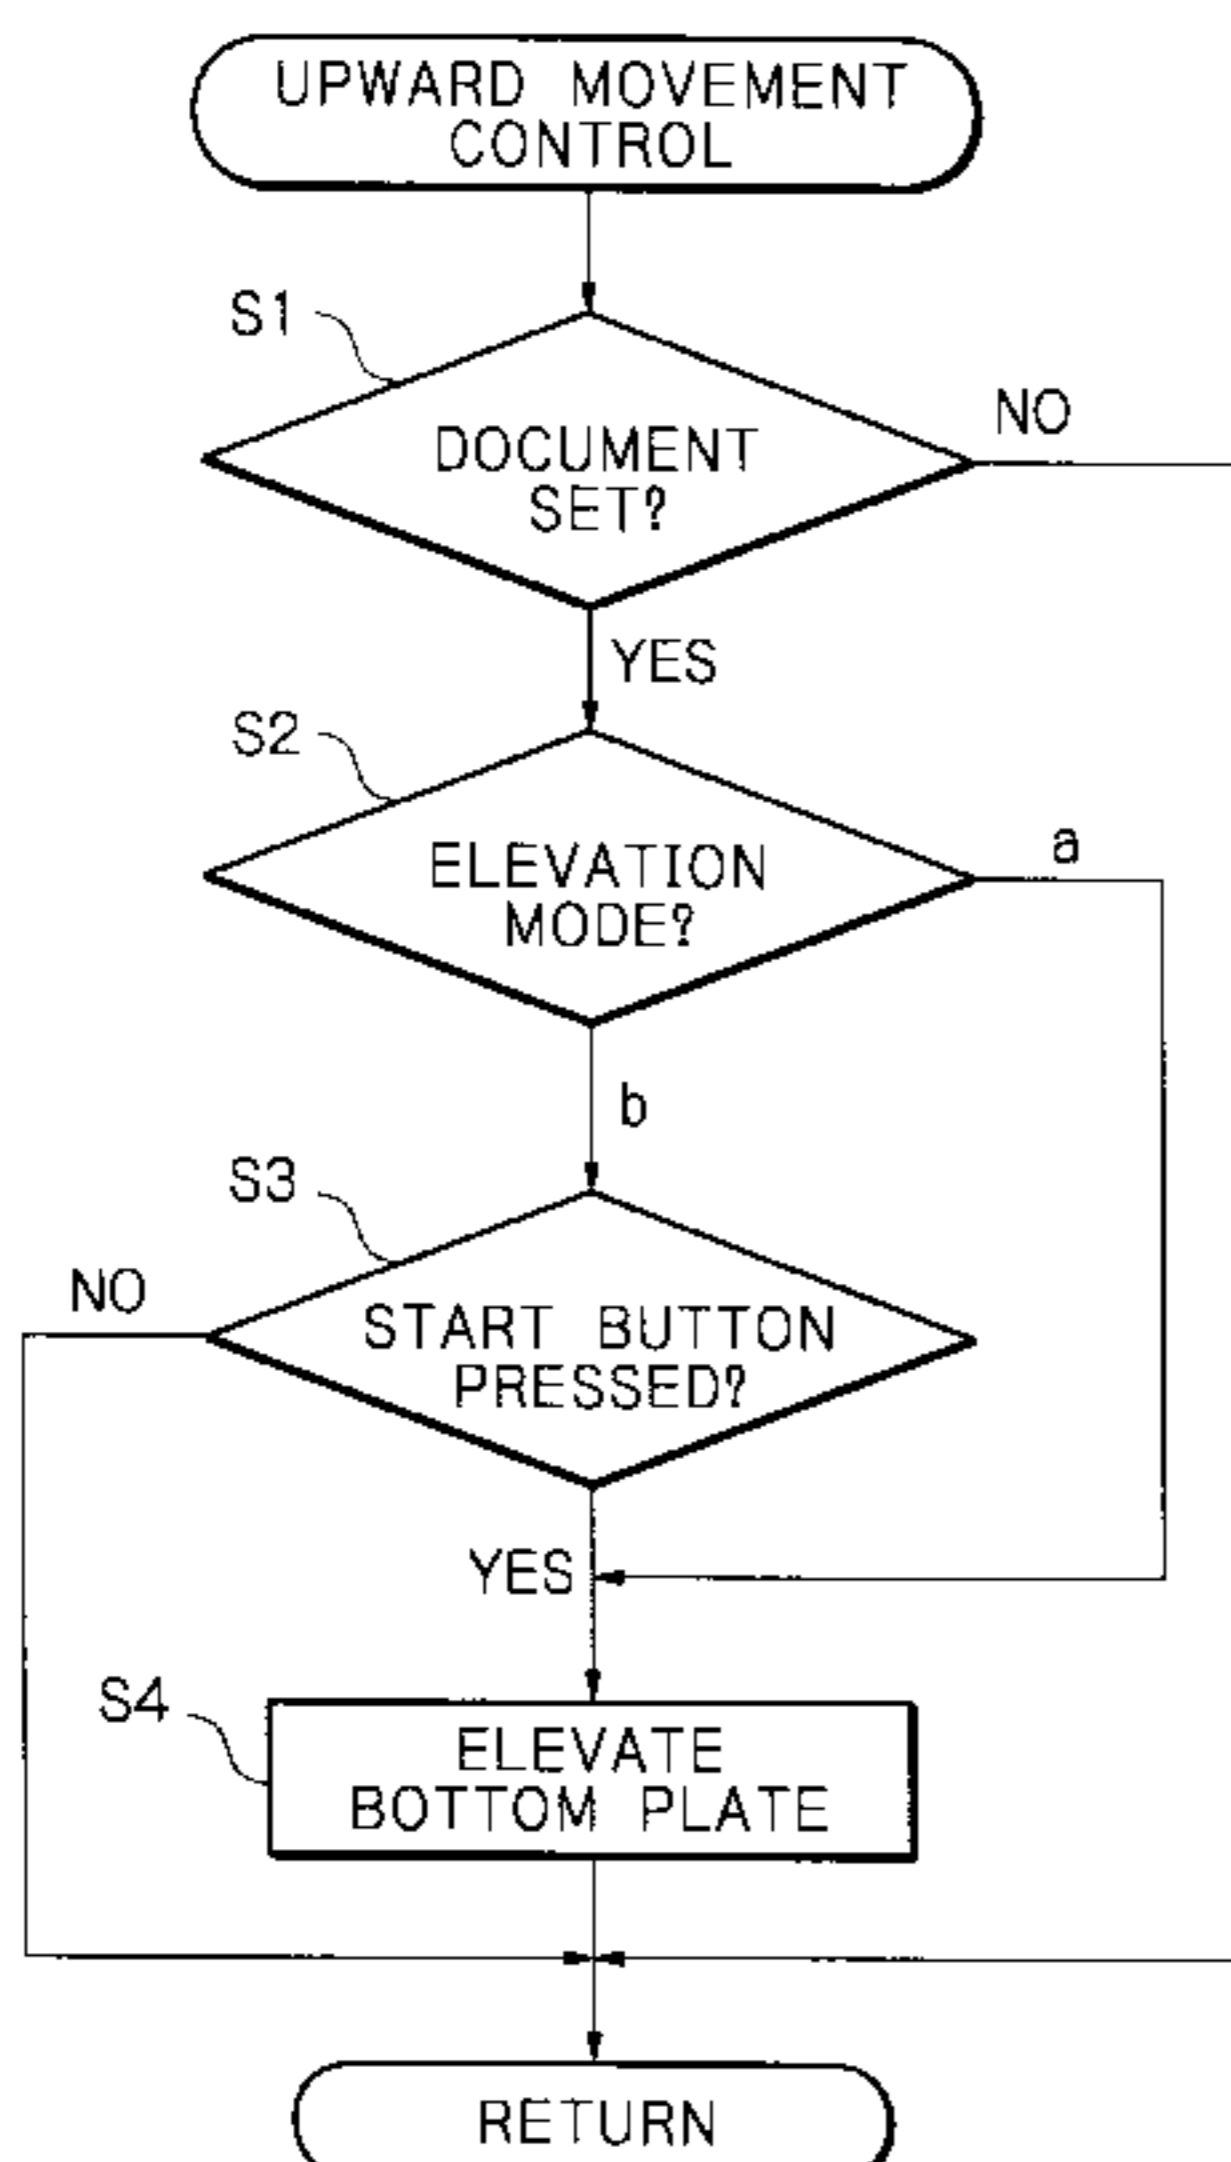 UPWARD MOVEMENT
CONTROL
S1
NO
DOCUMENT
SET?
YES
S2
a
ELEVATION
MODE?
b
S3
NO
START BUTTON
PRESSED?
YES
S4
ELEVATE
BOTTOM PLATE
RETURN